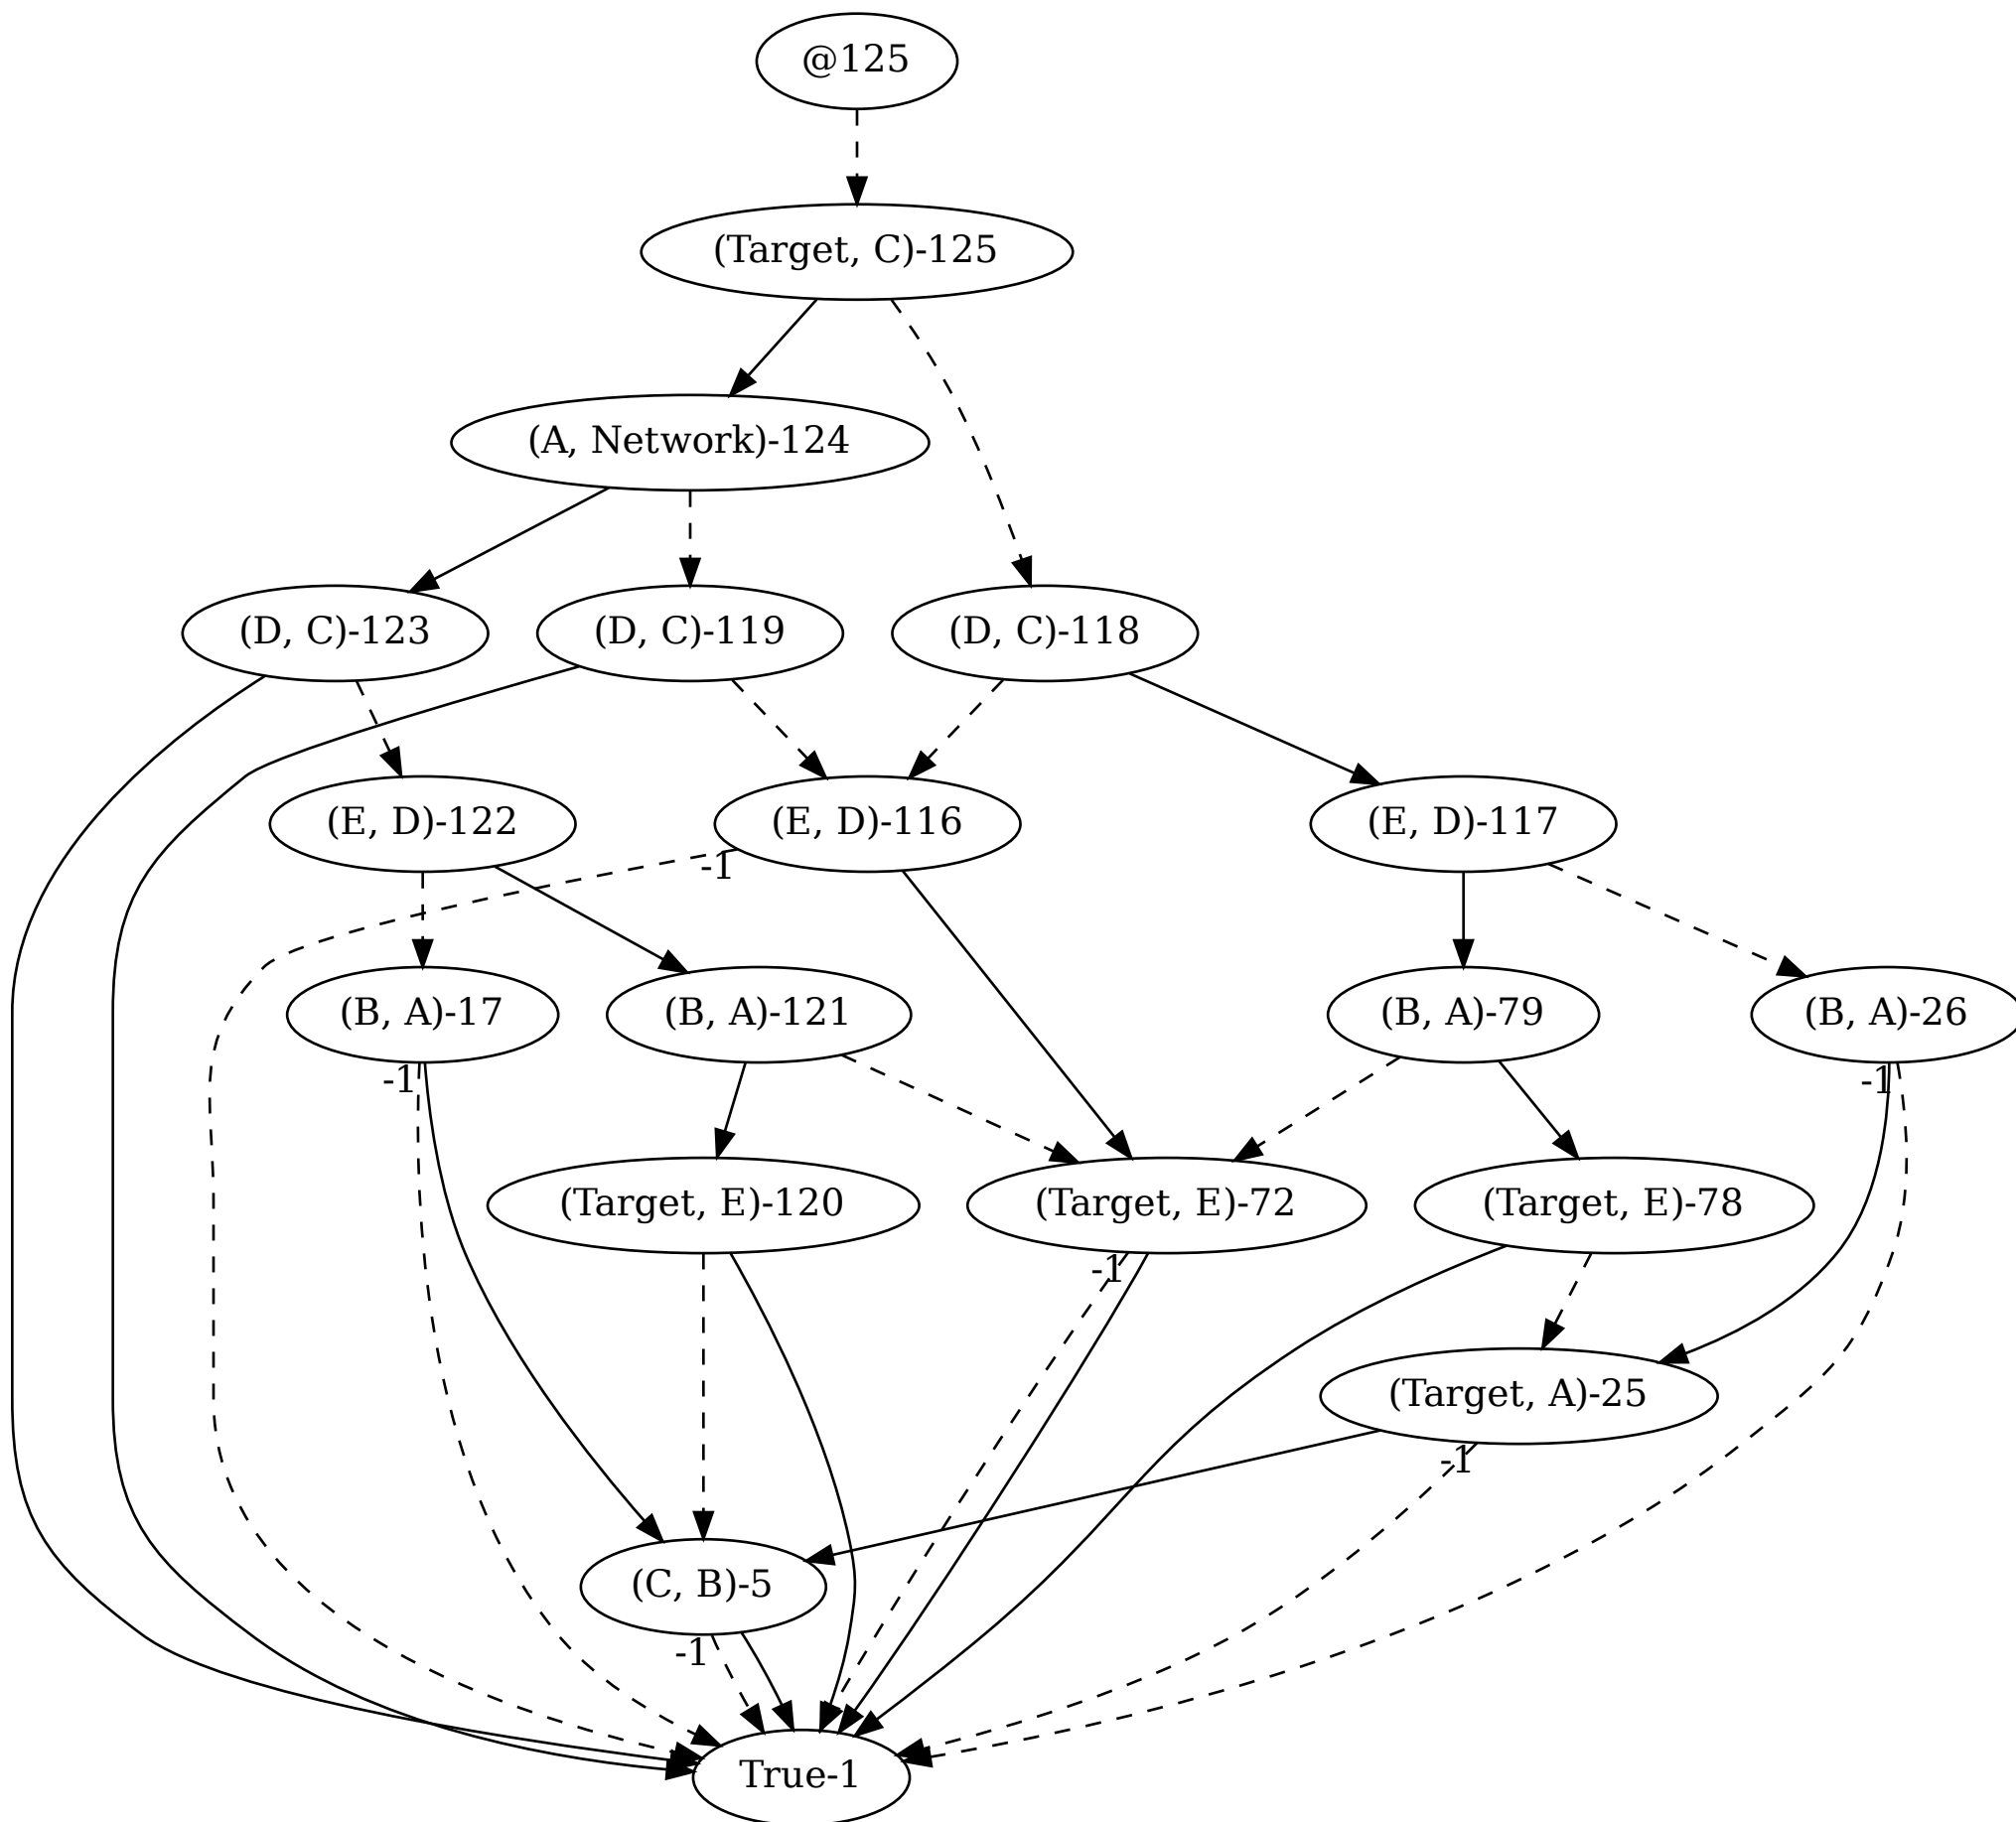 @125
(Target, C)-125
(A, Network)-124
(D, C)-123
(D, C)-119
(D, C)-118
(E, D)-122
(E, D)-116
(E, D)-117
-1
(B, A)-17
(B, A)-121
(B, A)-79
(B, A)-26
-1
-1
(Target, E)-120
(Target, E)-72
(Target, E)-78
-1
(Target, A)-25
-1
(C, B)-5
-1
True-1